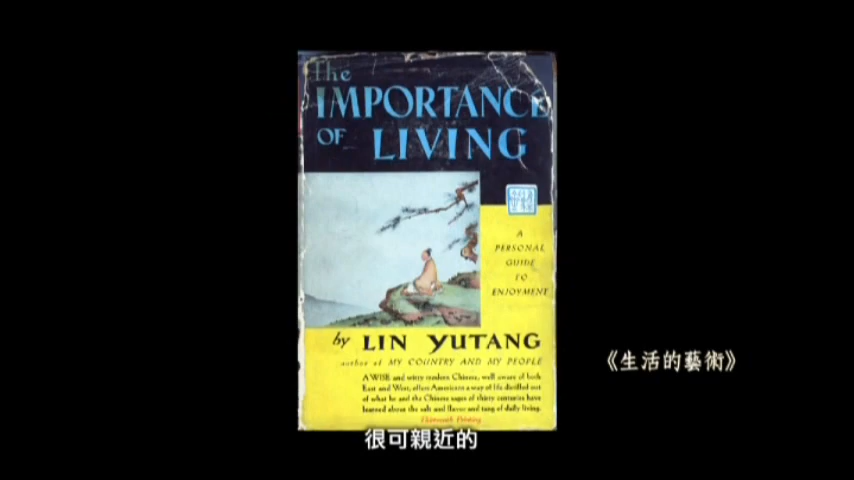 The
IMPORTANCE
OF LIVING
A
PERSONAL
GUIDE
TO
ENJOYMENT
by LIN YUTANG
author of MY COUNTRY AND MY PEOPLE
A WISE and witty modern Chinese, well aware of both
East and West, offers Americans a way of life distilled out
of what he and the Chinese sages of thirty centuries have
learned about the salt and flavor and tang of daily living.
Printing
《生活的藝術》
很可親近的